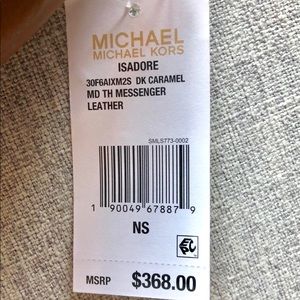 MICHAEL
MICHAEL KORS
ISADORE
30F6AIXM2S DK CARAMEL
MD TH MESSENGER
LEATHER
SMLS773-0002
1 90049 67887 9
NS
MSRP $368.00